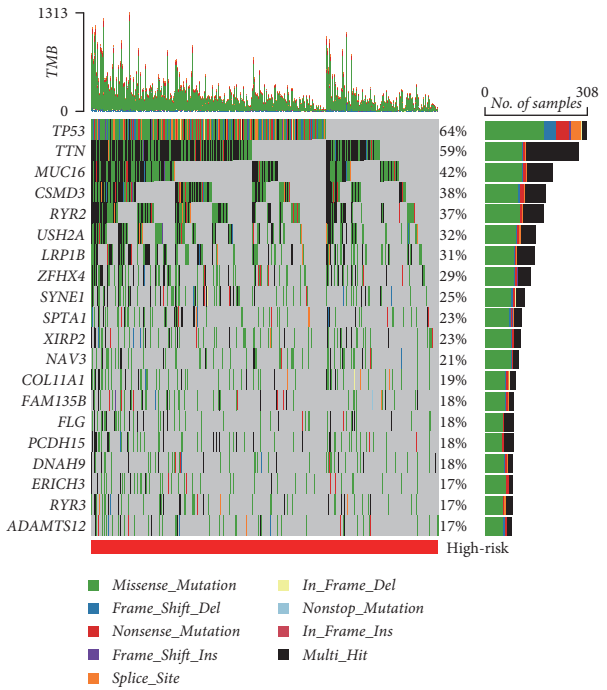 1313
TMB
0
0 308
No. of samples
TP53 64%
TTN 59%
MUC16 42%
CSMD3 38%
RYR2 37%
USH2A 32%
LRP1B 31%
ZFHX4 29%
SYNE1 25%
SPTA1 23%
XIRP2 23%
NAV3 21%
COL11A1 19%
FAM135B 18%
FLG 18%
PCDH15 18%
DNAH9 18%
ERICH3 17%
RYR3 17%
ADAMTS12 17%
High-risk
Missense_Mutation
Frame_Shift_Del
Nonsense_Mutation
Frame_Shift_Ins
Splice_Site
In_Frame_Del
Nonstop_Mutation
In_Frame_Ins
Multi_Hit